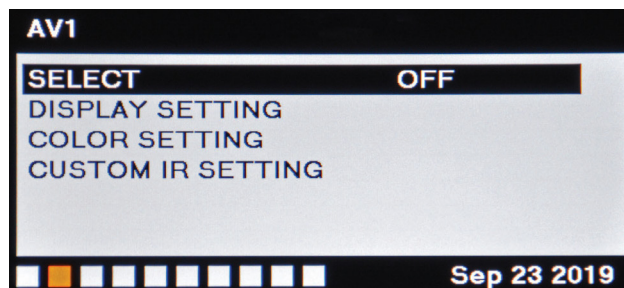 AV1
SELECT OFF
DISPLAY SETTING
COLOR SETTING
CUSTOM IR SETTING
Sep 23 2019